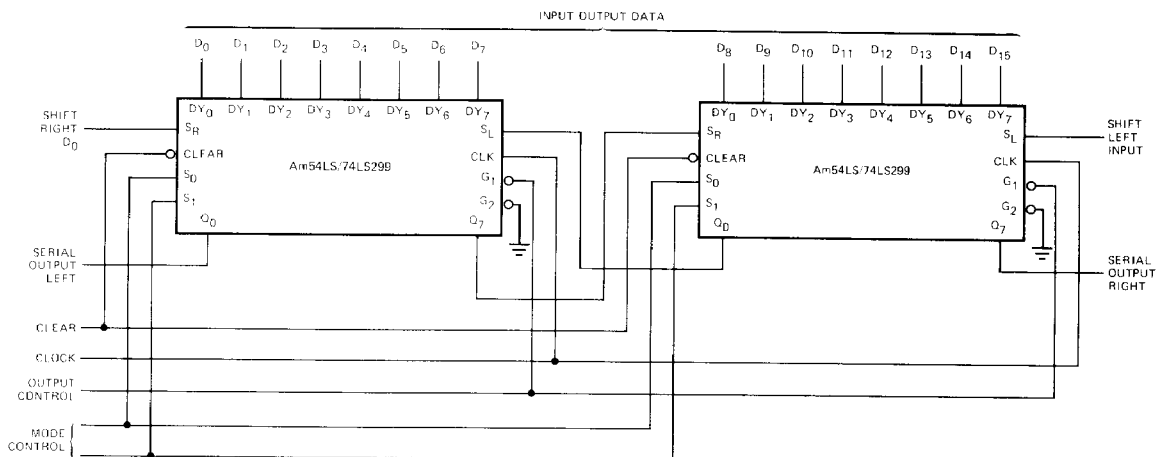 INPUT OUTPUT DATA
D0 D1 D2 D3 D4 D5 D6 D7
D8 D9 D10 D11 D12 D13 D14 D15
DY0 DY1 DY2 DY3 DY4 DY5 DY6 DY7
DY0 DY1 DY2 DY3 DY4 DY5 DY6 DY7
SHIFT
RIGHT
D0
SR
CLEAR
S0
S1
Q0
Am54LS/74LS299
SL
CLK
G1
G2
Q7
SR
CLEAR
S0
S1
QD
Am54LS/74LS299
SL
CLK
G1
G2
Q7
SHIFT
LEFT
INPUT
SERIAL
OUTPUT
LEFT
SERIAL
OUTPUT
RIGHT
CLEAR
CLOCK
OUTPUT
CONTROL
MODE
CONTROL